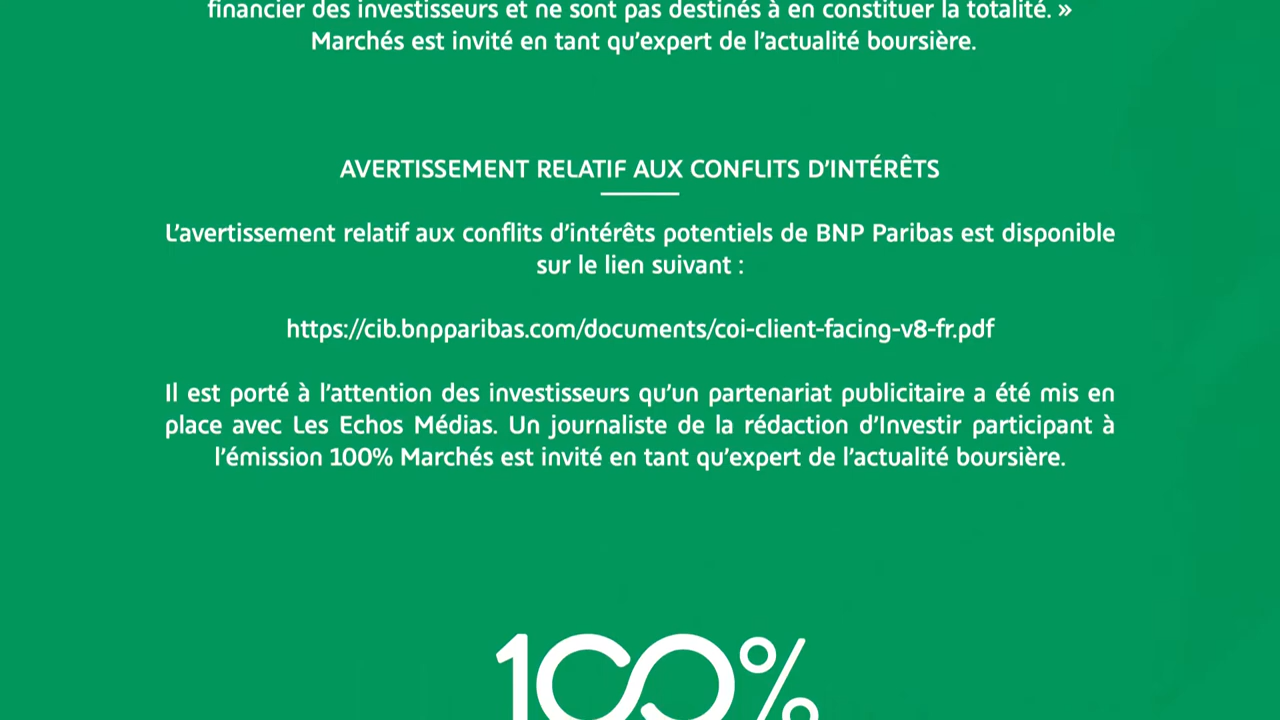 financier des investisseurs et ne sont pas destinés à en constituer la totalité. »
Marchés est invité en tant qu’expert de l’actualité boursière.
AVERTISSEMENT RELATIF AUX CONFLITS D’INTÉRÊTS
L’avertissement relatif aux conflits d’intérêts potentiels de BNP Paribas est disponible
sur le lien suivant :
https://cib.bnpparibas.com/documents/coi-client-facing-v8-fr.pdf
Il est porté à l’attention des investisseurs qu’un partenariat publicitaire a été mis en
place avec Les Echos Médias. Un journaliste de la rédaction d’Investir participant à
l’émission 100% Marchés est invité en tant qu’expert de l’actualité boursière.
100%